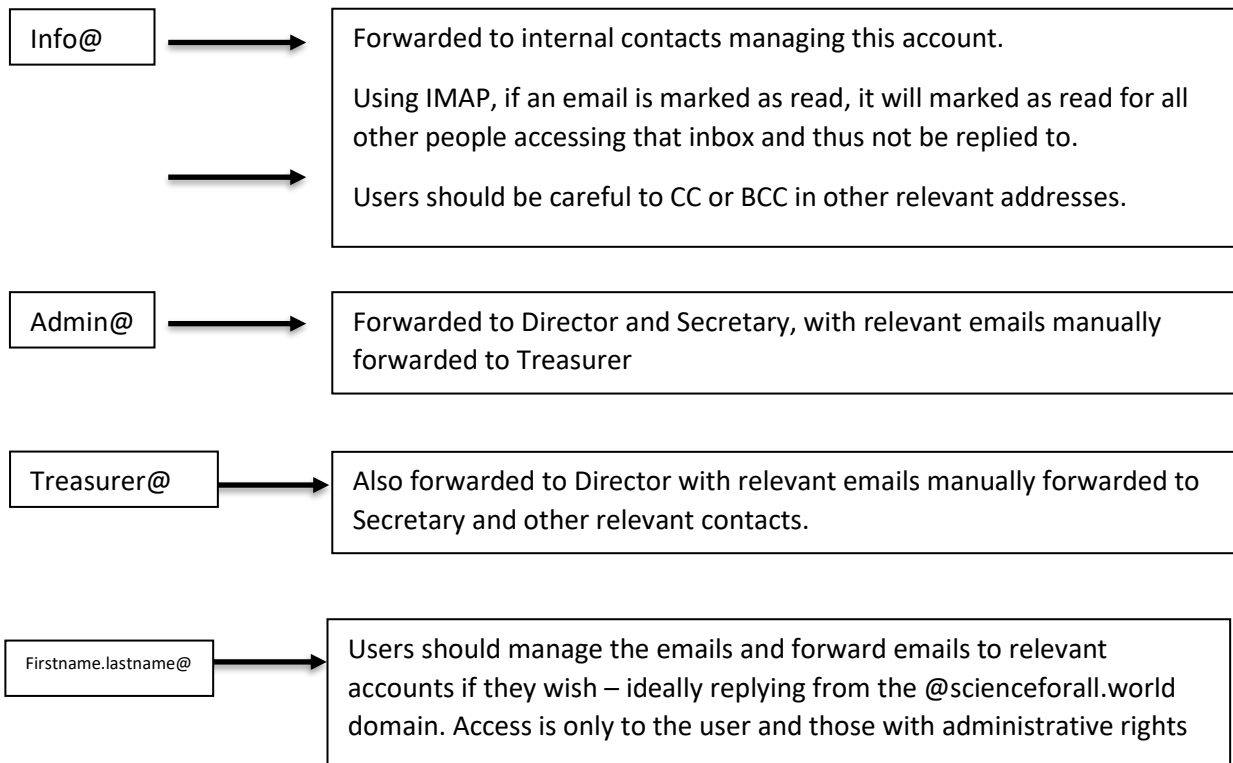 Info@
Forwarded to internal contacts managing this account.
Using IMAP, if an email is marked as read, it will marked as read for all
other people accessing that inbox and thus not be replied to.
Users should be careful to CC or BCC in other relevant addresses.
Admin@
Forwarded to Director and Secretary, with relevant emails manually
forwarded to Treasurer
Treasurer@
Also forwarded to Director with relevant emails manually forwarded to
Secretary and other relevant contacts.
Firstname.lastname@
Users should manage the emails and forward emails to relevant
accounts if they wish – ideally replying from the @scienceforall.world
domain. Access is only to the user and those with administrative rights